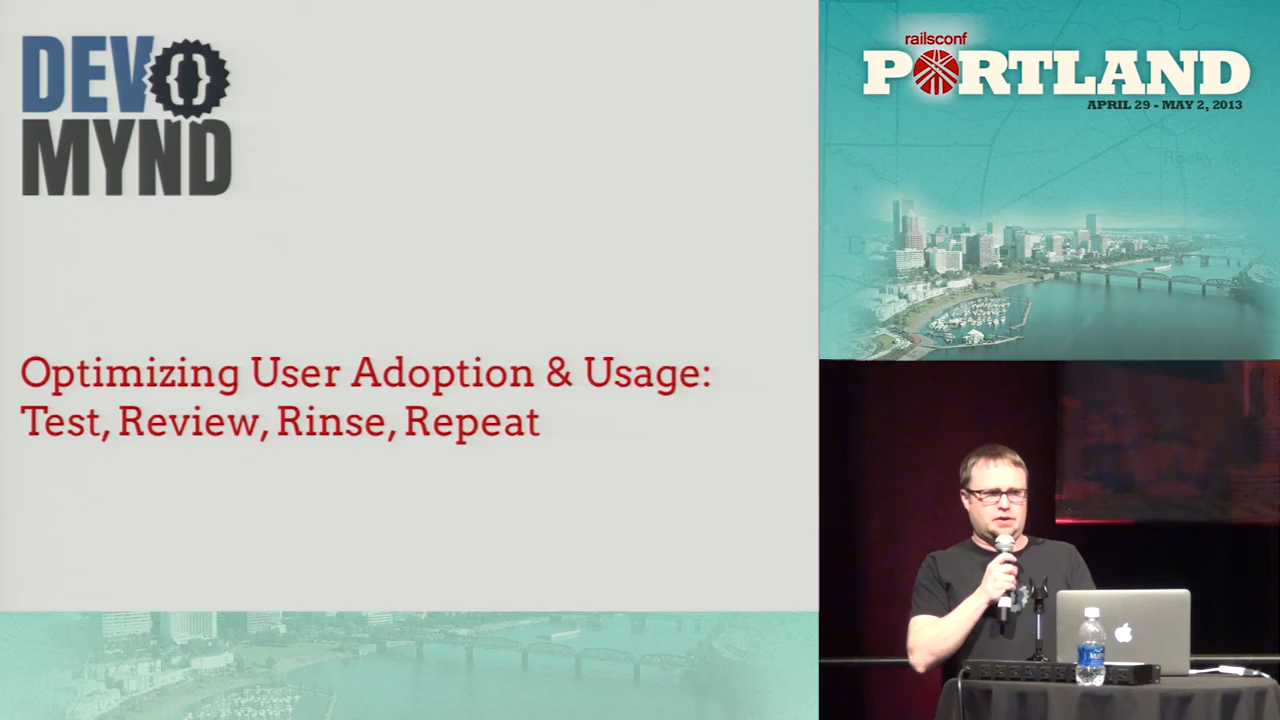 DEV{}
MYND
Optimizing User Adoption & Usage:
Test, Review, Rinse, Repeat
railsconf
PORTLAND
APRIL 29 - MAY 2, 2013